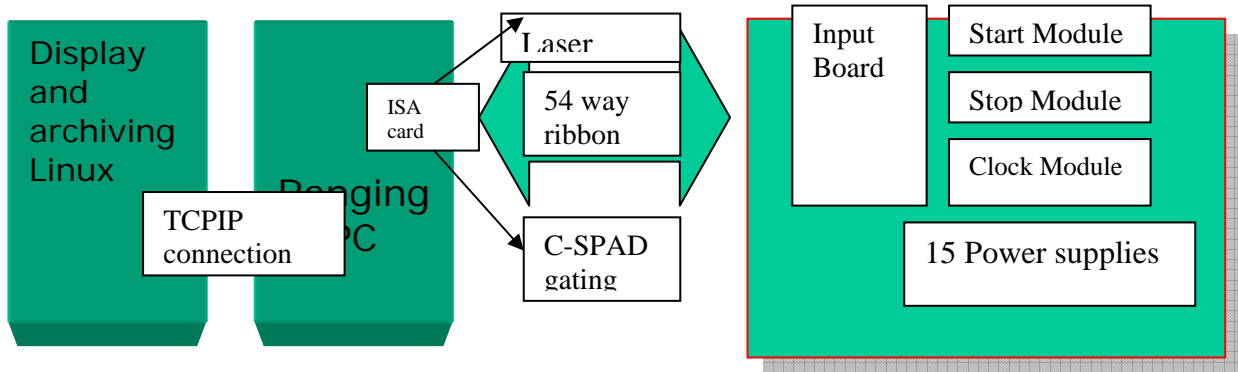 Display
and
archiving
Linux
TCPIP
connection
Ranging
PC
ISA
card
Laser
54 way
ribbon
C-SPAD
gating
Input
Board
Start Module
Stop Module
Clock Module
15 Power supplies